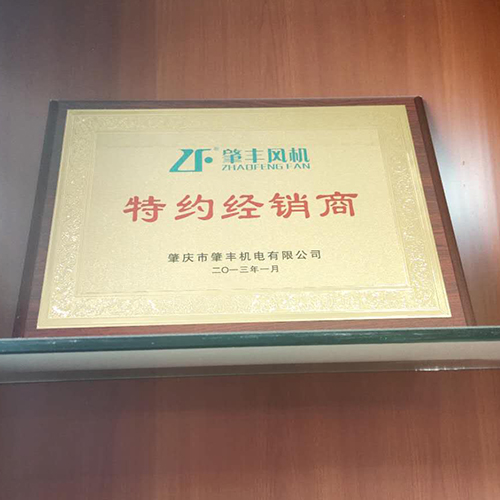 ZF® 肇丰风机
ZHAOFENG FAN
特约经销商
肇庆市肇丰机电有限公司
二〇一三年一月